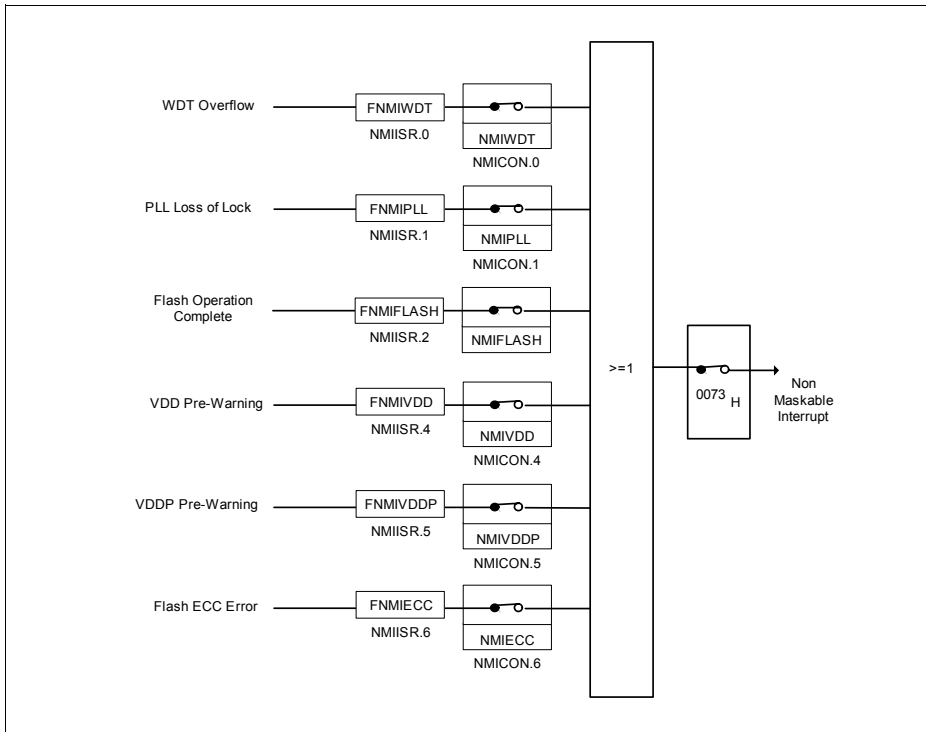 WDT Overflow
FNMIWDT
NMIISR.0
NMIWDT
NMICON.0
PLL Loss of Lock
FNMIPLL
NMIISR.1
NMIPLL
NMICON.1
Flash Operation
Complete
FNMIFLASH
NMIISR.2
NMIFLASH
VDD Pre-Warning
FNMIVDD
NMIISR.4
NMIVDD
NMICON.4
VDDP Pre-Warning
FNMIVDDP
NMIISR.5
NMIVDDP
NMICON.5
Flash ECC Error
FNMIECC
NMIISR.6
NMIECC
NMICON.6
>=1
0073 H
Non
Maskable
Interrupt